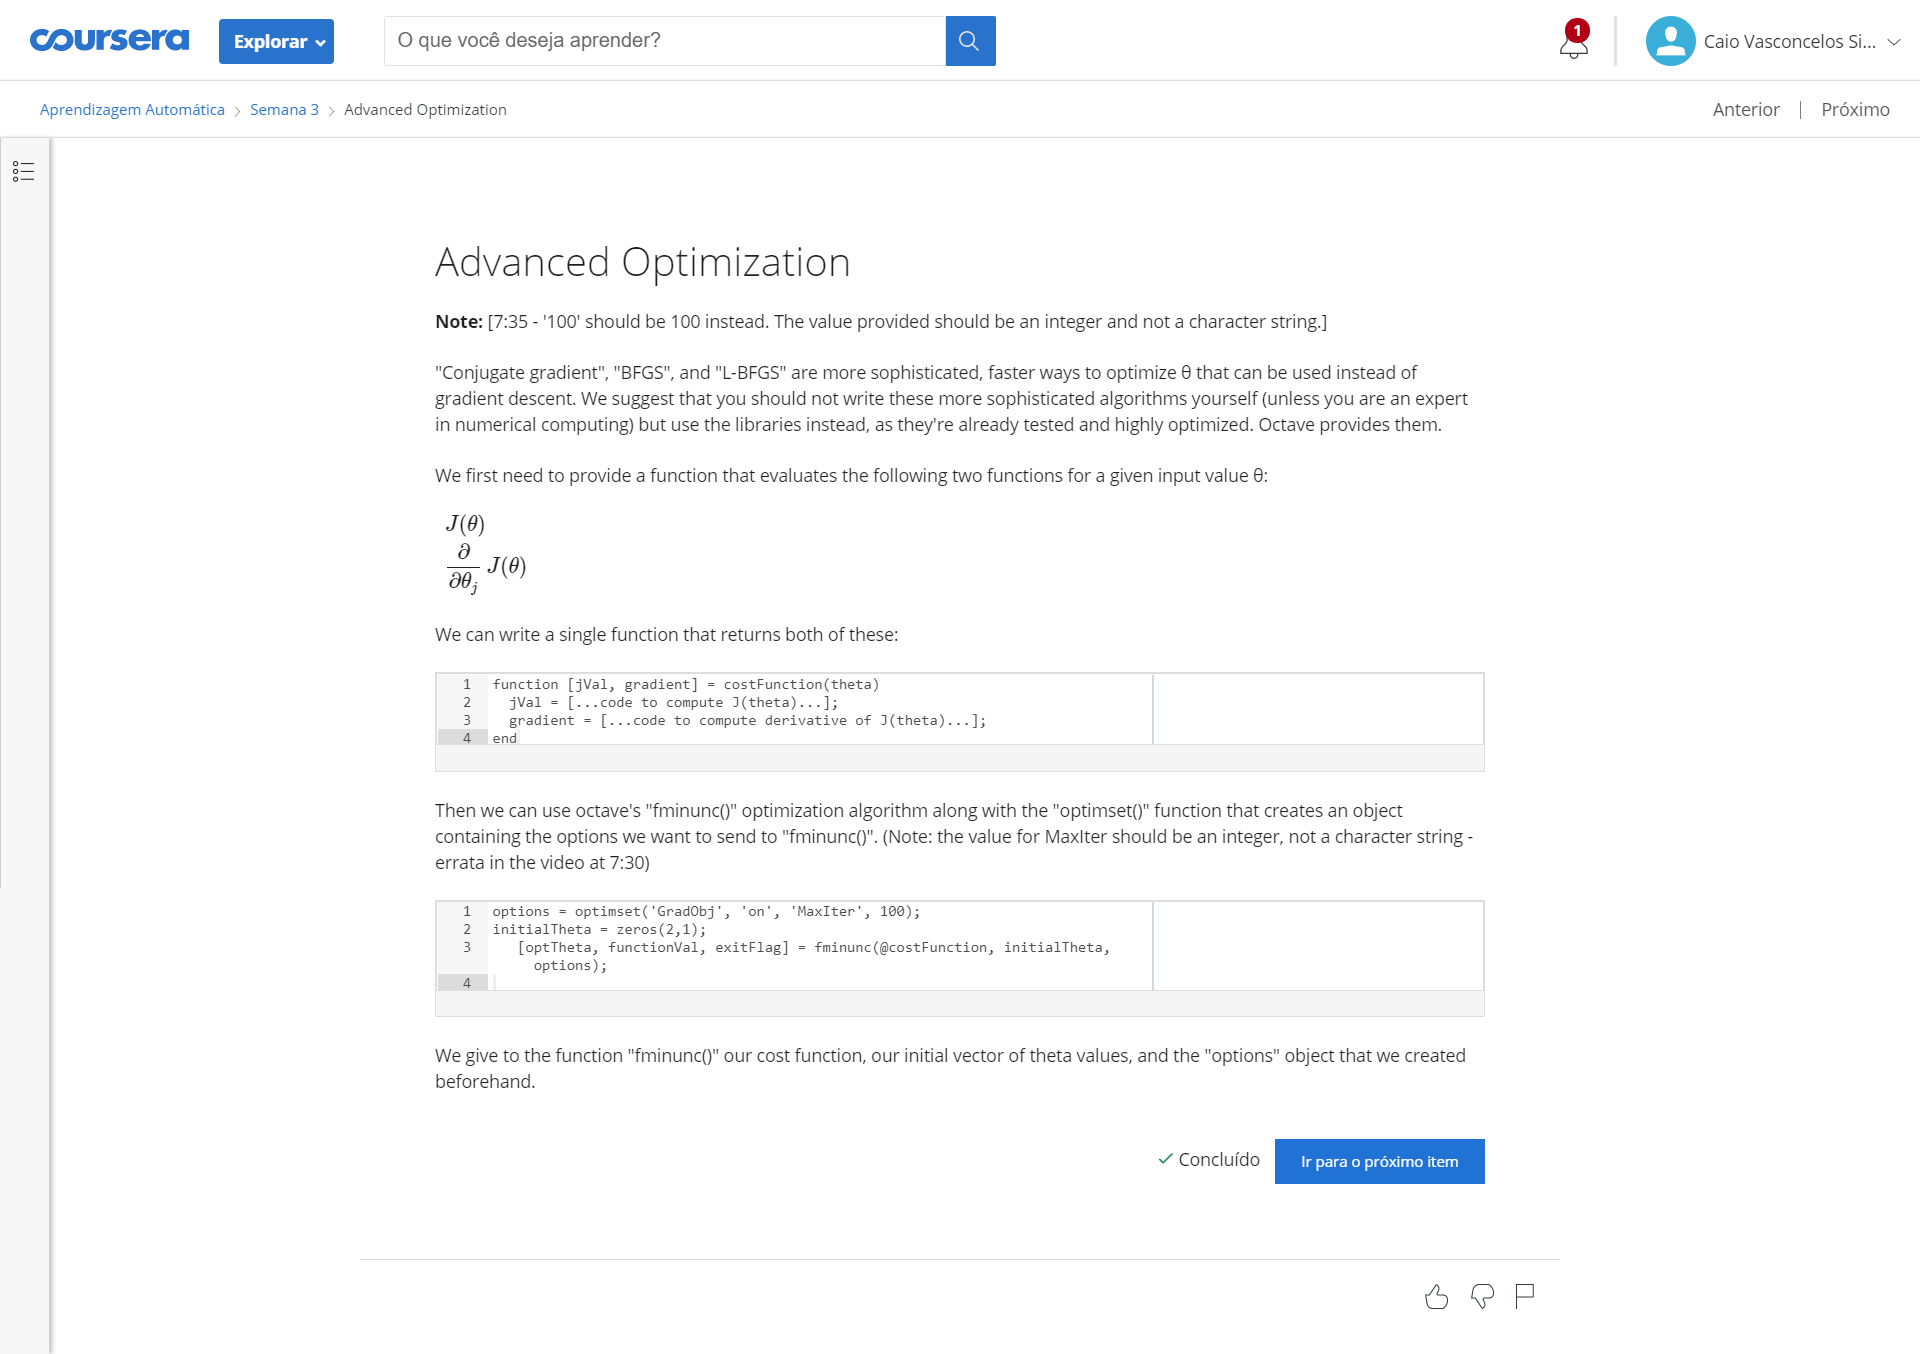 coursera
Explorar
O que você deseja aprender?
1
Caio Vasconcelos Si...
Aprendizagem Automática > Semana 3 > Advanced Optimization
Anterior | Próximo
Advanced Optimization
Note: [7:35 - '100' should be 100 instead. The value provided should be an integer and not a character string.]
"Conjugate gradient", "BFGS", and "L-BFGS" are more sophisticated, faster ways to optimize θ that can be used instead of
gradient descent. We suggest that you should not write these more sophisticated algorithms yourself (unless you are an expert
in numerical computing) but use the libraries instead, as they're already tested and highly optimized. Octave provides them.
We first need to provide a function that evaluates the following two functions for a given input value θ:
J(θ)
∂
∂θj J(θ)
We can write a single function that returns both of these:
1 function [jVal, gradient] = costFunction(theta)
2   jVal = [...code to compute J(theta)...];
3   gradient = [...code to compute derivative of J(theta)...];
4 end
Then we can use octave's "fminunc()" optimization algorithm along with the "optimset()" function that creates an object
containing the options we want to send to "fminunc()". (Note: the value for MaxIter should be an integer, not a character string -
errata in the video at 7:30)
1 options = optimset('GradObj', 'on', 'MaxIter', 100);
2 initialTheta = zeros(2,1);
3    [optTheta, functionVal, exitFlag] = fminunc(@costFunction, initialTheta,
options);
4
We give to the function "fminunc()" our cost function, our initial vector of theta values, and the "options" object that we created
beforehand.
✓ Concluído
Ir para o próximo item